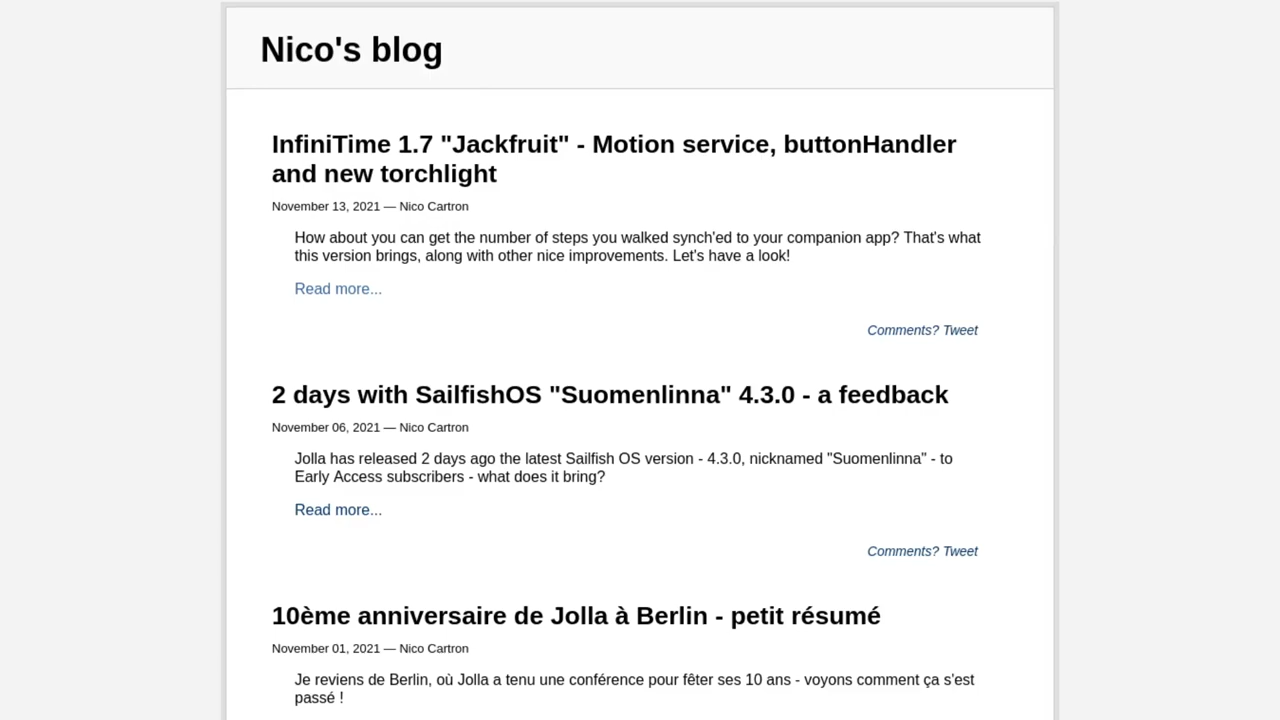 Nico's blog
InfiniTime 1.7 "Jackfruit" - Motion service, buttonHandler
and new torchlight
November 13, 2021 — Nico Cartron
How about you can get the number of steps you walked synch'ed to your companion app? That's what
this version brings, along with other nice improvements. Let's have a look!
Read more...
Comments? Tweet
2 days with SailfishOS "Suomenlinna" 4.3.0 - a feedback
November 06, 2021 — Nico Cartron
Jolla has released 2 days ago the latest Sailfish OS version - 4.3.0, nicknamed "Suomenlinna" - to
Early Access subscribers - what does it bring?
Read more...
Comments? Tweet
10ème anniversaire de Jolla à Berlin - petit résumé
November 01, 2021 — Nico Cartron
Je reviens de Berlin, où Jolla a tenu une conférence pour fêter ses 10 ans - voyons comment ça s'est
passé !